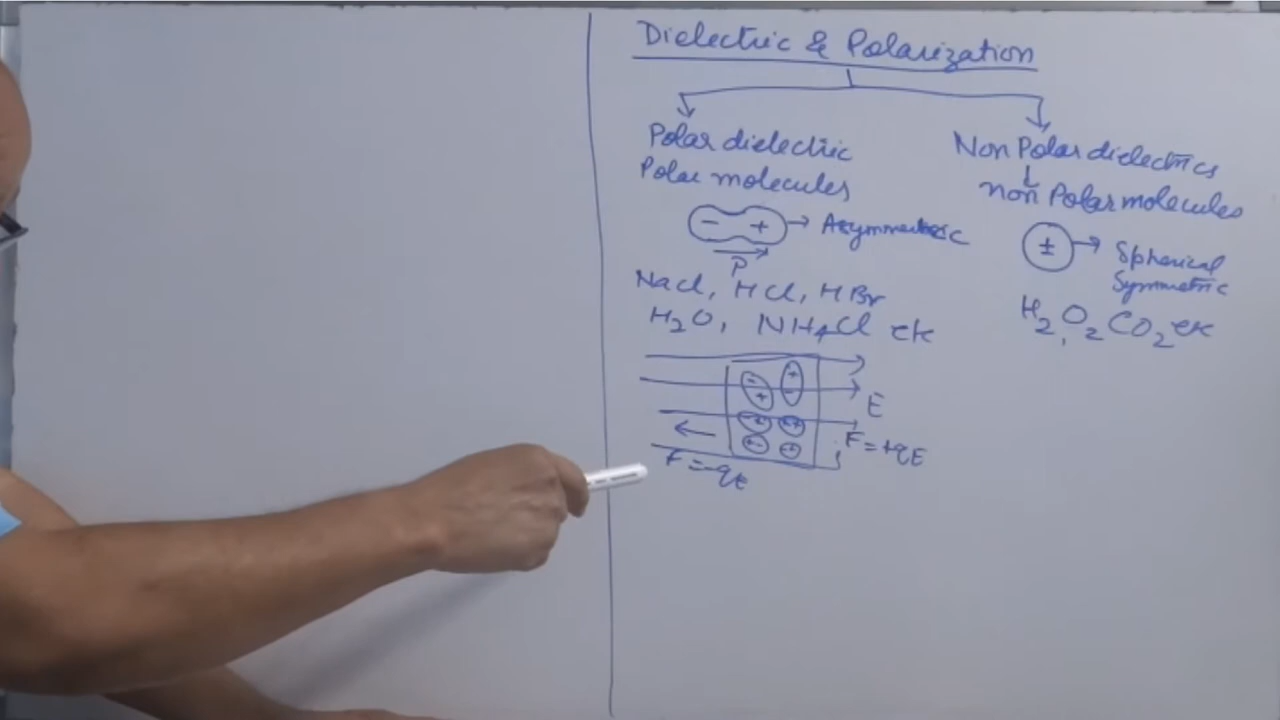 Dielectric & Polarization
Polar dielectric
Polar molecules
- + → Asymmetric
P
NaCl, HCl, HBr
H2O, NH4Cl etc
Non Polar dielectrics
non Polar molecules
± → Spherical
Symmetric
H2, O2 CO2 etc
E
F = +qE
F = -qE